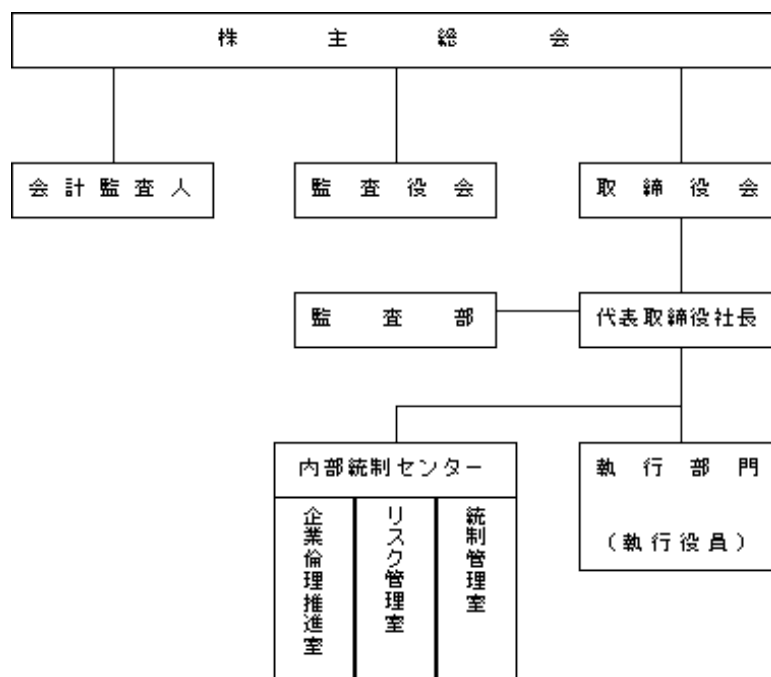 株主総会
会計監査人
監査役会
取締役会
監査部
代表取締役社長
内部統制センター
執行部門
(執行役員)
企業倫理推進室
リスク管理室
統制管理室